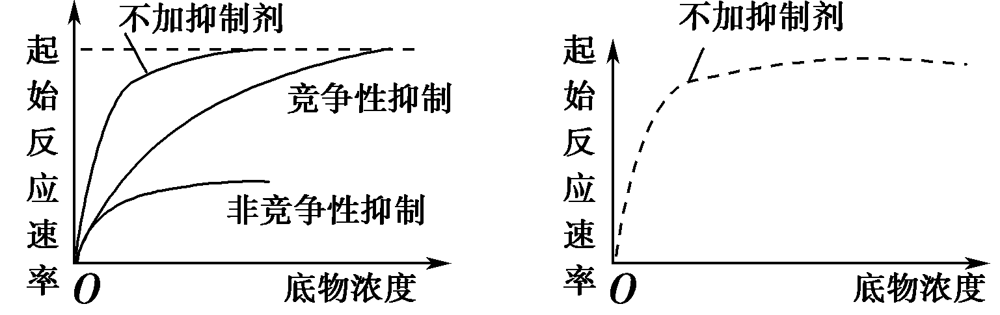 不加抑制剂
起始反应速率
竞争性抑制
非竞争性抑制
O
底物浓度
不加抑制剂
起始反应速率
O
底物浓度